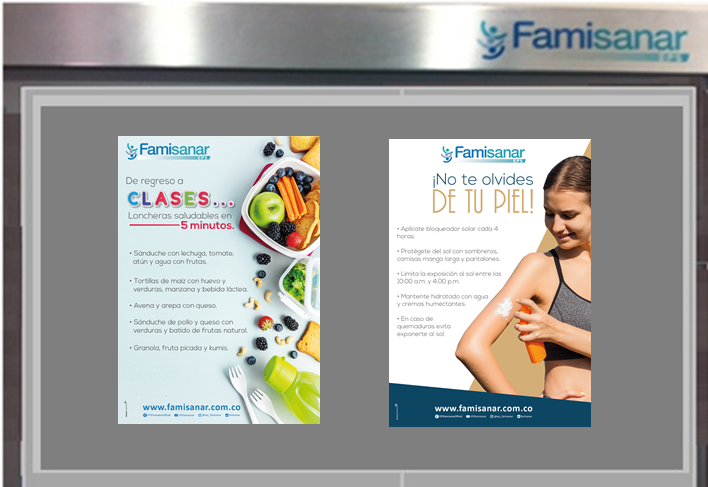 Famisanar
EPS
Famisanar
EPS
De regreso a
CLASES...
Loncheras saludables en
5 minutos.
• Sánduche con lechuga, tomate,
atún y agua con frutas.
• Tortillas de maíz con huevo y
verduras, manzana y bebida láctea.
• Avena y arepa con queso.
• Sánduche de pollo y queso con
verduras y batido de frutas natural.
• Granola, fruta picada y kumis.
www.famisanar.com.co
Famisanar
EPS
¡No te olvides
DE TU PIEL!
• Aplícate bloqueador solar cada 4
horas.
• Protégete del sol con sombreros,
camisas manga larga y pantalones.
• Limita la exposición al sol entre las
10:00 a.m. y 4:00 p.m.
• Mantente hidratado con agua
y cremas humectantes.
• En caso de
quemaduras evita
exponerte al sol.
www.famisanar.com.co